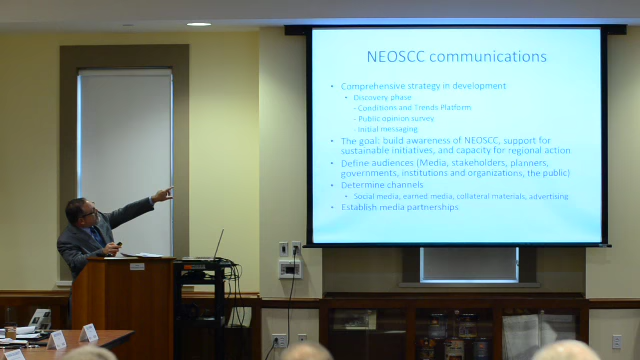 NEOSCC communications
• Comprehensive strategy in development
• Discovery phase
- Conditions and Trends Platform
- Public opinion survey
- Initial messaging
• The goal: build awareness of NEOSCC, support for
sustainable initiatives, and capacity for regional action
• Define audiences (Media, stakeholders, planners,
governments, institutions and organizations, the public)
• Determine channels
• Social media, earned media, collateral materials, advertising
• Establish media partnerships